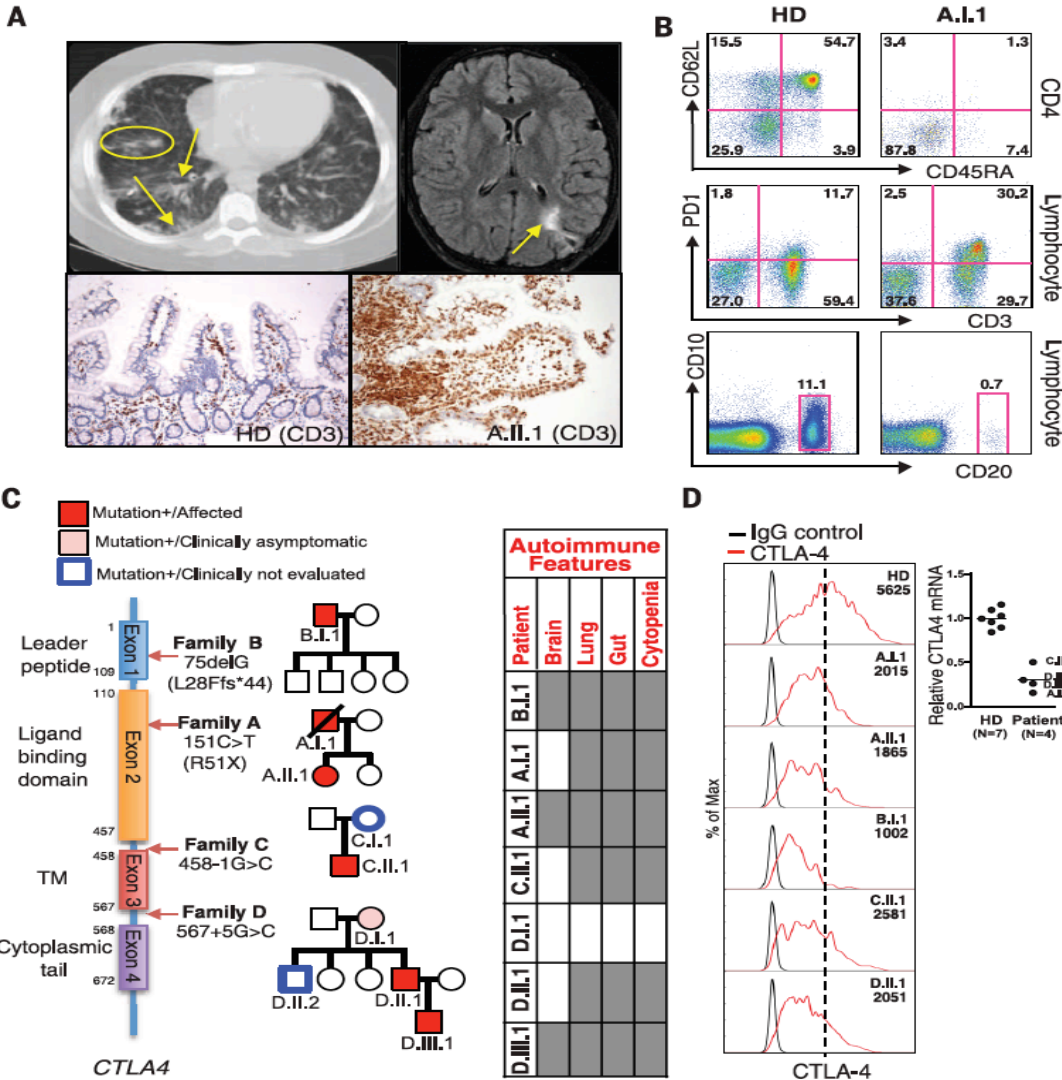 A
HD (CD3)
A.II.1 (CD3)
B
HD
A.I.1
CD62L
15.5
54.7
25.9
3.9
3.4
1.3
87.8
7.4
CD4
CD45RA
PD1
1.8
11.7
27.0
59.4
2.5
30.2
37.6
29.7
Lymphocyte
CD3
CD10
11.1
0.7
Lymphocyte
CD20
C
Mutation+/Affected
Mutation+/Clinically asymptomatic
Mutation+/Clinically not evaluated
Leader
peptide
Ligand
binding
domain
TM
Cytoplasmic
tail
1
Exon 1
109
110
Exon 2
457
458
Exon 3
567
568
Exon 4
672
CTLA4
Family B
75delG
(L28Ffs*44)
Family A
151C>T
(R51X)
Family C
458-1G>C
Family D
567+5G>C
B.I.1
A.I.1
A.II.1
C.I.1
C.II.1
D.I.1
D.II.2
D.II.1
D.III.1
Autoimmune
Features
Patient
Brain
Lung
Gut
Cytopenia
B.I.1
A.I.1
A.II.1
C.II.1
D.I.1
D.II.1
D.III.1
D
IgG control
CTLA-4
HD
5625
A.I.1
2015
A.II.1
1865
B.I.1
1002
C.II.1
2581
D.II.1
2051
% of Max
CTLA-4
Relative CTLA4 mRNA
1.5
1.0
0.5
0.0
HD
(N=7)
Patient
(N=4)